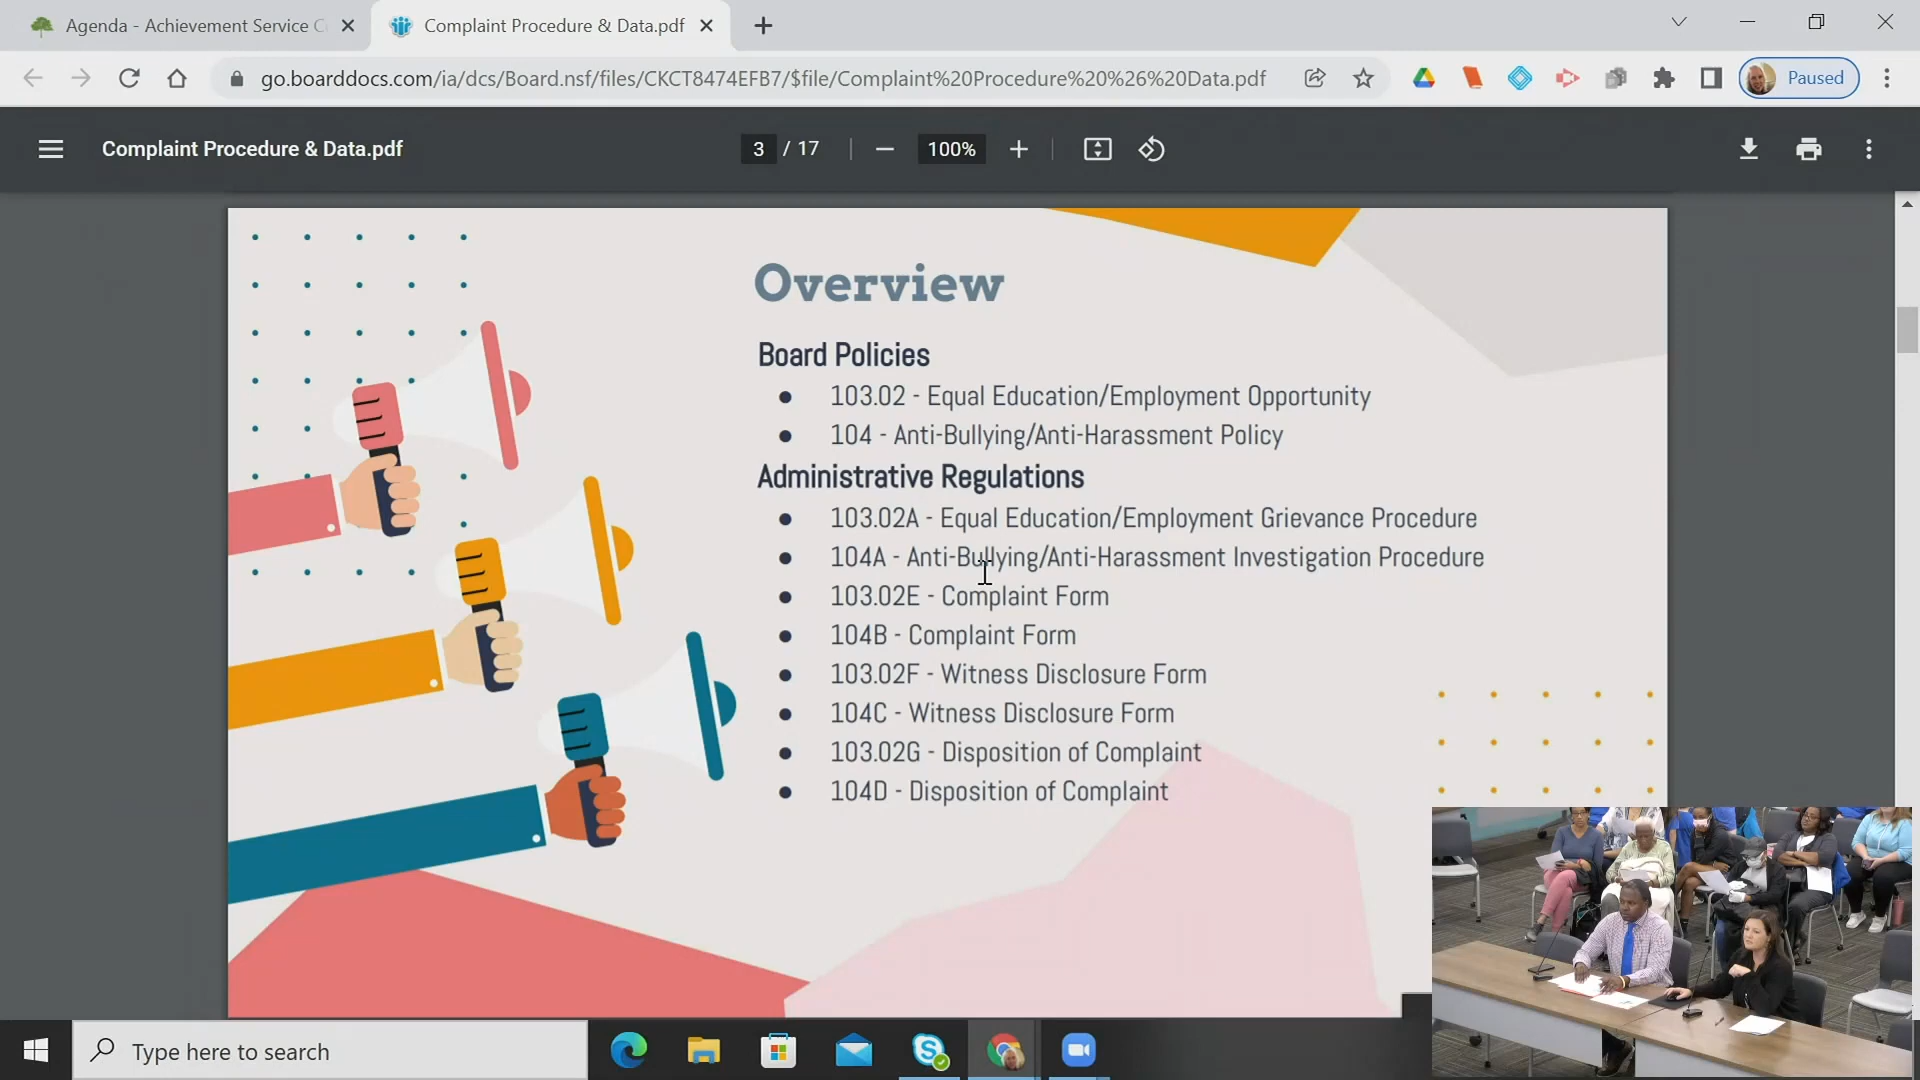 Agenda - Achievement Service C
Complaint Procedure & Data.pdf
go.boarddocs.com/ia/dcs/Board.nsf/files/CKCT8474EFB7/$file/Complaint%20Procedure%20%26%20Data.pdf
Paused
Complaint Procedure & Data.pdf
3 / 17
100%
Overview
Board Policies
● 103.02 - Equal Education/Employment Opportunity
● 104 - Anti-Bullying/Anti-Harassment Policy
Administrative Regulations
● 103.02A - Equal Education/Employment Grievance Procedure
● 104A - Anti-Bullying/Anti-Harassment Investigation Procedure
● 103.02E - Complaint Form
● 104B - Complaint Form
● 103.02F - Witness Disclosure Form
● 104C - Witness Disclosure Form
● 103.02G - Disposition of Complaint
● 104D - Disposition of Complaint
Type here to search